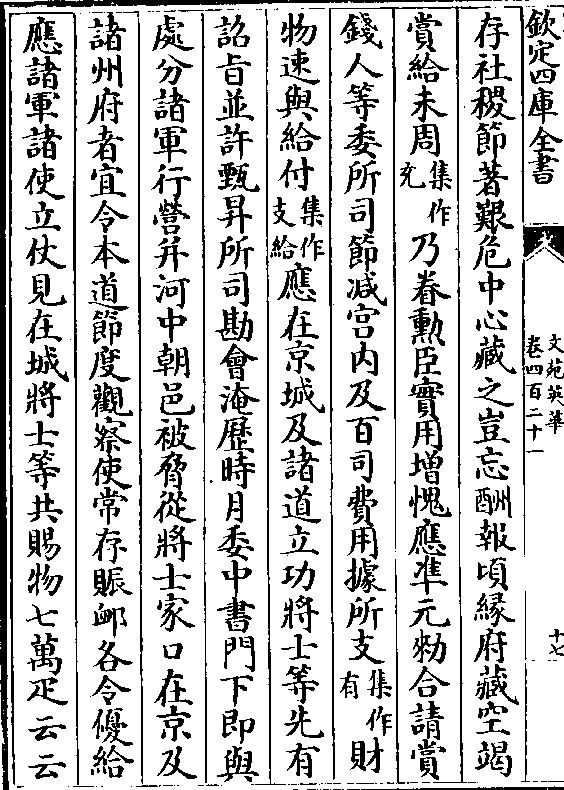 欽定四庫全書
文苑英華
卷四百二十一
十七
存社稷節著艱危中心藏之豈忘酬報頃緣府藏空竭
賞給未周集作充乃眷勲臣實用增愧應準元勑合請賞
錢人等委所司節減宫内及百司費用據所支集作有財
物速與給付集作支給應在京城及諸道立功將士等先有
詔旨並許甄昇所司勘會淹歷時月委中書門下即與
處分諸軍行營并河中朝邑被脅從將士家口在京及
諸州府者宜令本道節度觀察使常存賑䘏各令優給
應諸軍諸使立仗見在城將士等共賜物七萬疋云云